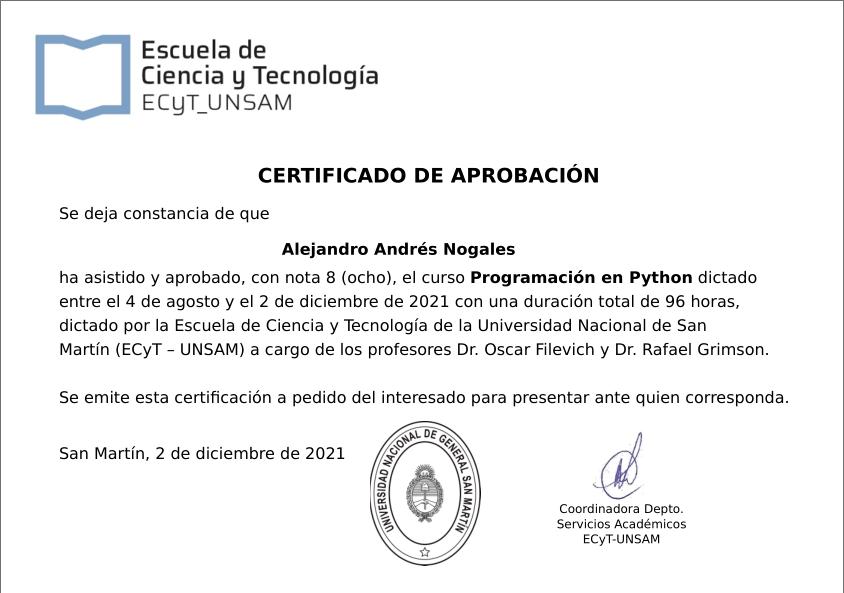 Escuela de
Ciencia y Tecnología
ECyT_UNSAM
CERTIFICADO DE APROBACIÓN
Se deja constancia de que
Alejandro Andrés Nogales
ha asistido y aprobado, con nota 8 (ocho), el curso Programación en Python dictado
entre el 4 de agosto y el 2 de diciembre de 2021 con una duración total de 96 horas,
dictado por la Escuela de Ciencia y Tecnología de la Universidad Nacional de San
Martín (ECyT – UNSAM) a cargo de los profesores Dr. Oscar Filevich y Dr. Rafael Grimson.
Se emite esta certificación a pedido del interesado para presentar ante quien corresponda.
San Martín, 2 de diciembre de 2021
UNIVERSIDAD NACIONAL DE GENERAL SAN MARTIN
Coordinadora Depto.
Servicios Académicos
ECyT-UNSAM